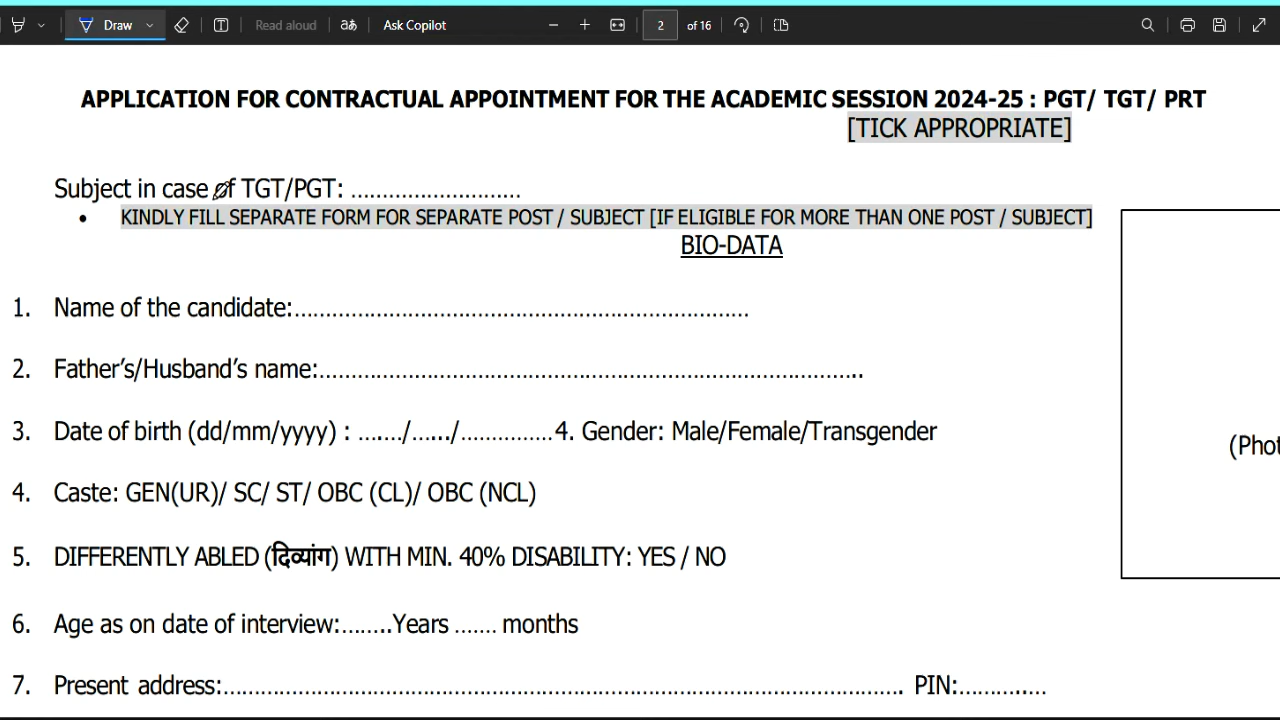 Draw Read aloud aあ Ask Copilot 2 of 16
APPLICATION FOR CONTRACTUAL APPOINTMENT FOR THE ACADEMIC SESSION 2024-25 : PGT/ TGT/ PRT
[TICK APPROPRIATE]
Subject in case of TGT/PGT: ...........................
• KINDLY FILL SEPARATE FORM FOR SEPARATE POST / SUBJECT [IF ELIGIBLE FOR MORE THAN ONE POST / SUBJECT]
BIO-DATA
1. Name of the candidate:........................................................................
2. Father's/Husband's name:.....................................................................................
3. Date of birth (dd/mm/yyyy) : ......./....../...............4. Gender: Male/Female/Transgender
4. Caste: GEN(UR)/ SC/ ST/ OBC (CL)/ OBC (NCL)
5. DIFFERENTLY ABLED (दिव्यांग) WITH MIN. 40% DISABILITY: YES / NO
(Phot
6. Age as on date of interview:........Years ....... months
7. Present address:............................................................................................................. PIN:..............